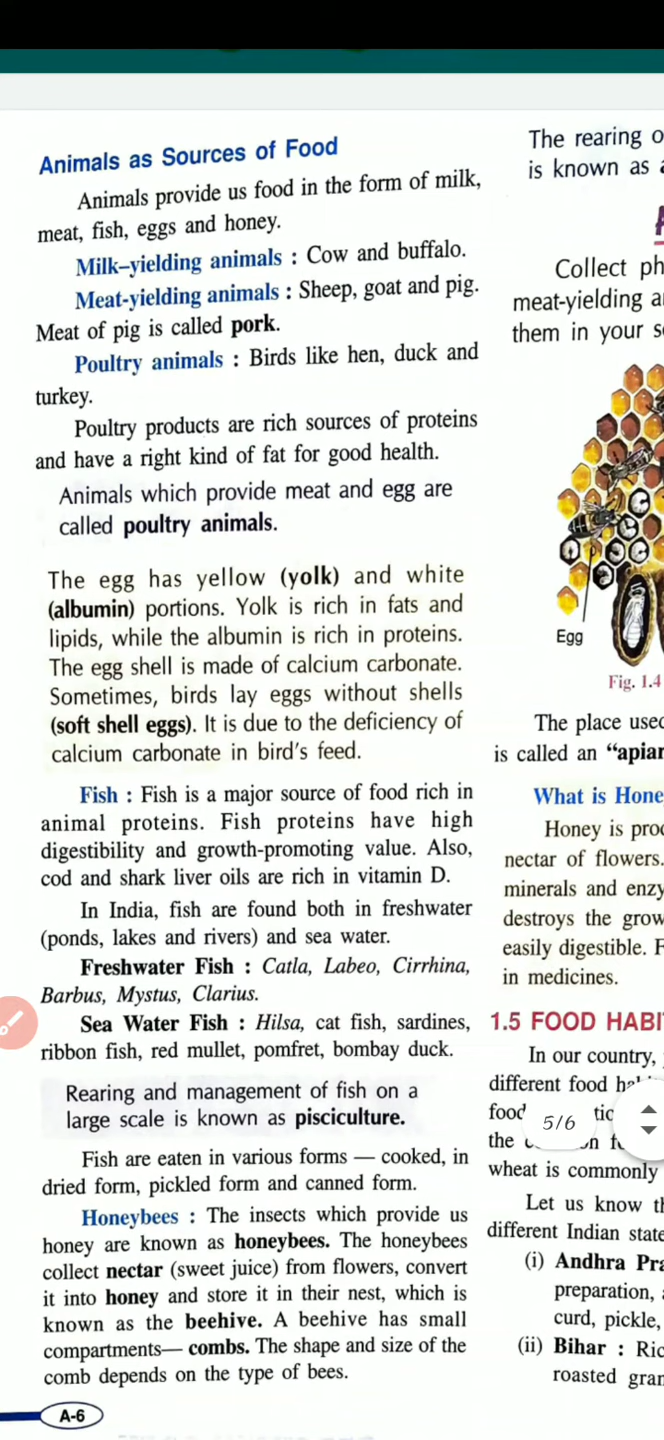 Animals as Sources of Food
Animals provide us food in the form of milk,
meat, fish, eggs and honey.
Milk–yielding animals : Cow and buffalo.
Meat-yielding animals : Sheep, goat and pig.
Meat of pig is called pork.
Poultry animals : Birds like hen, duck and
turkey.
Poultry products are rich sources of proteins
and have a right kind of fat for good health.
Animals which provide meat and egg are
called poultry animals.
The egg has yellow (yolk) and white
(albumin) portions. Yolk is rich in fats and
lipids, while the albumin is rich in proteins.
The egg shell is made of calcium carbonate.
Sometimes, birds lay eggs without shells
(soft shell eggs). It is due to the deficiency of
calcium carbonate in bird's feed.
Fish : Fish is a major source of food rich in
animal proteins. Fish proteins have high
digestibility and growth-promoting value. Also,
cod and shark liver oils are rich in vitamin D.
In India, fish are found both in freshwater
(ponds, lakes and rivers) and sea water.
Freshwater Fish : Catla, Labeo, Cirrhina,
Barbus, Mystus, Clarius.
Sea Water Fish : Hilsa, cat fish, sardines,
ribbon fish, red mullet, pomfret, bombay duck.
Rearing and management of fish on a
large scale is known as pisciculture.
Fish are eaten in various forms — cooked, in
dried form, pickled form and canned form.
Honeybees : The insects which provide us
honey are known as honeybees. The honeybees
collect nectar (sweet juice) from flowers, convert
it into honey and store it in their nest, which is
known as the beehive. A beehive has small
compartments— combs. The shape and size of the
comb depends on the type of bees.
A-6
The rearing
is known as
Collect
meat-yielding
them in your
Egg
Fig. 1.4
The place
is called an "apiar
What is
Honey is
nectar of flowers.
minerals and
destroys the
easily digestible.
in medicines.
1.5 FOOD
In our country,
different food
food
5/6
the
wheat is commonly
Let us know
different Indian
(i) Andhra
preparation,
curd, pickle,
(ii) Bihar :
roasted